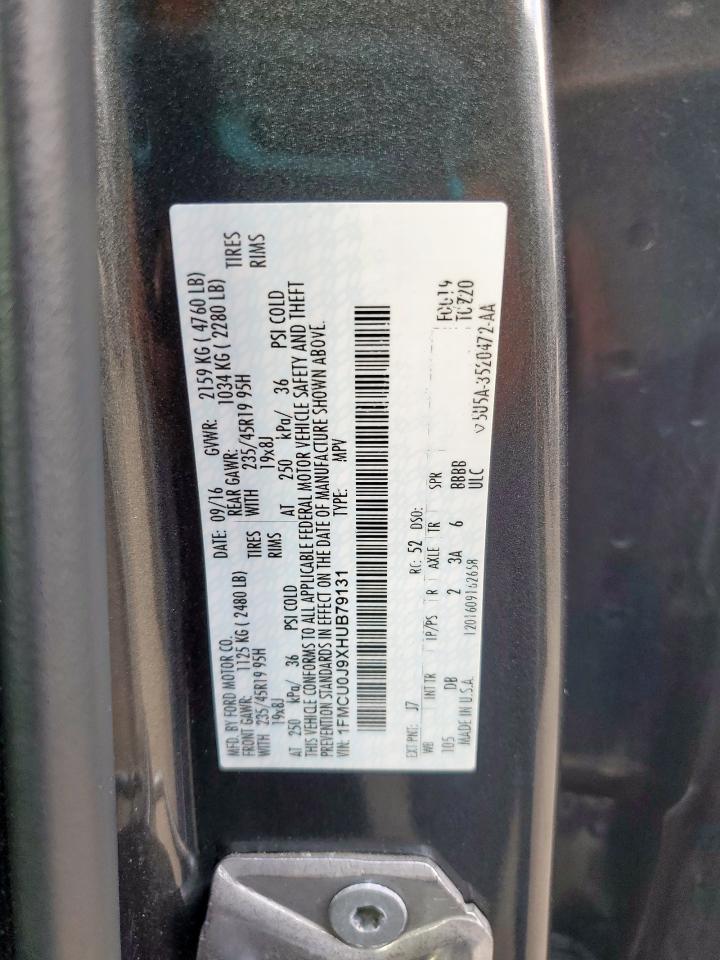 MFD. BY FORD MOTOR CO. DATE: 09/16 GVWR: 2159 KG ( 4760 LB)
FRONT GAWR: 1125 KG ( 2480 LB) REAR GAWR: 1034 KG ( 2280 LB)
WITH 235/45R19 95H TIRES WITH 235/45R19 95H TIRES
19x8J RIMS 19x8J RIMS
AT 250 kPa/ 36 PSI COLD AT 250 kPa/ 36 PSI COLD
THIS VEHICLE CONFORMS TO ALL APPLICABLE FEDERAL MOTOR VEHICLE SAFETY AND THEFT
PREVENTION STANDARDS IN EFFECT ON THE DATE OF MANUFACTURE SHOWN ABOVE.
VIN: 1FMCU0J9XHUB79131 TYPE: MPV
EXT PNT: J7 RC: 52 DSO:
WB INT TR TP/PS R AXLE TR SPR
105 DB 2 3A 6 BBBB
MADE IN U.S.A. ULC